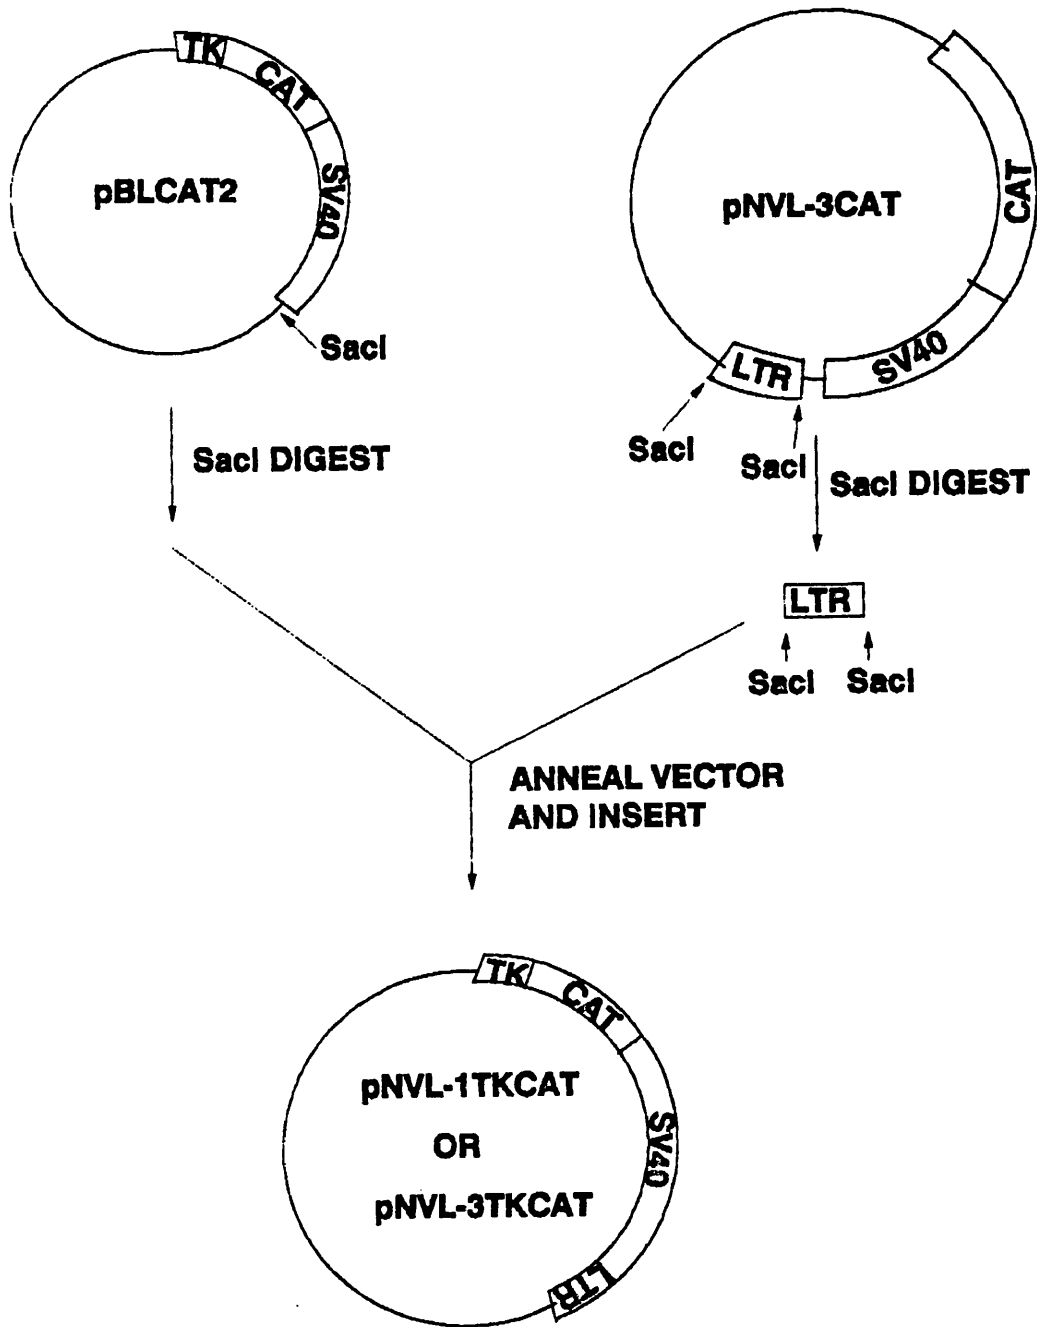 TK
CAT
SV40
pBLCAT2
SacI
CAT
pNVL-3CAT
SV40
LTR
SacI
SacI
SacI DIGEST
SacI DIGEST
LTR
SacI SacI
ANNEAL VECTOR
AND INSERT
TK
CAT
SV40
pNVL-1TKCAT
OR
pNVL-3TKCAT
LTR